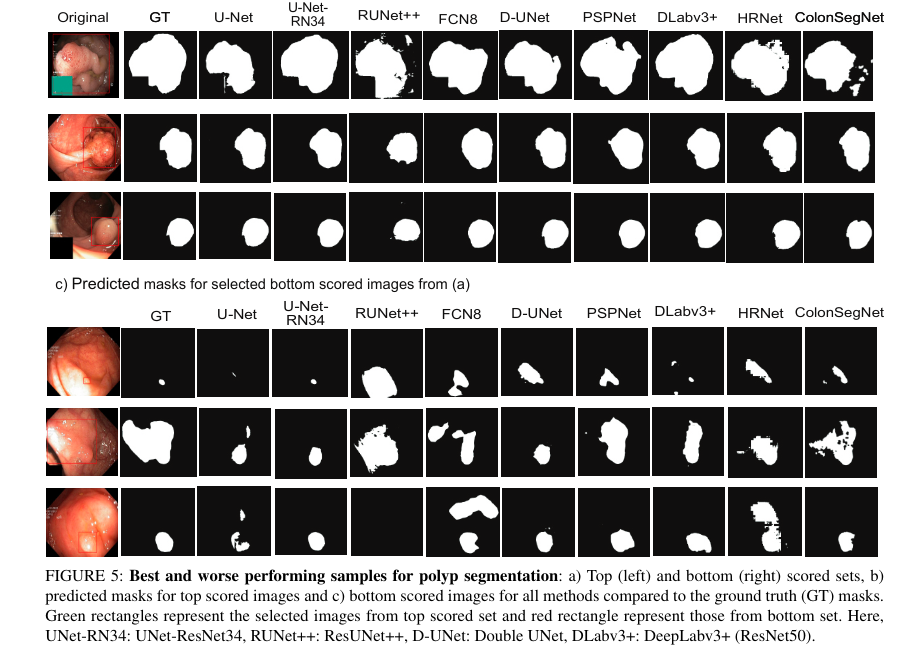 Original GT U-Net U-Net-RN34 RUNet++ FCN8 D-UNet PSPNet DLabv3+ HRNet ColonSegNet
c) Predicted masks for selected bottom scored images from (a)
GT U-Net U-Net-RN34 RUNet++ FCN8 D-UNet PSPNet DLabv3+ HRNet ColonSegNet
FIGURE 5: Best and worse performing samples for polyp segmentation: a) Top (left) and bottom (right) scored sets, b)
predicted masks for top scored images and c) bottom scored images for all methods compared to the ground truth (GT) masks.
Green rectangles represent the selected images from top scored set and red rectangle represent those from bottom set. Here,
UNet-RN34: UNet-ResNet34, RUNet++: ResUNet++, D-UNet: Double UNet, DLabv3+: DeepLabv3+ (ResNet50).